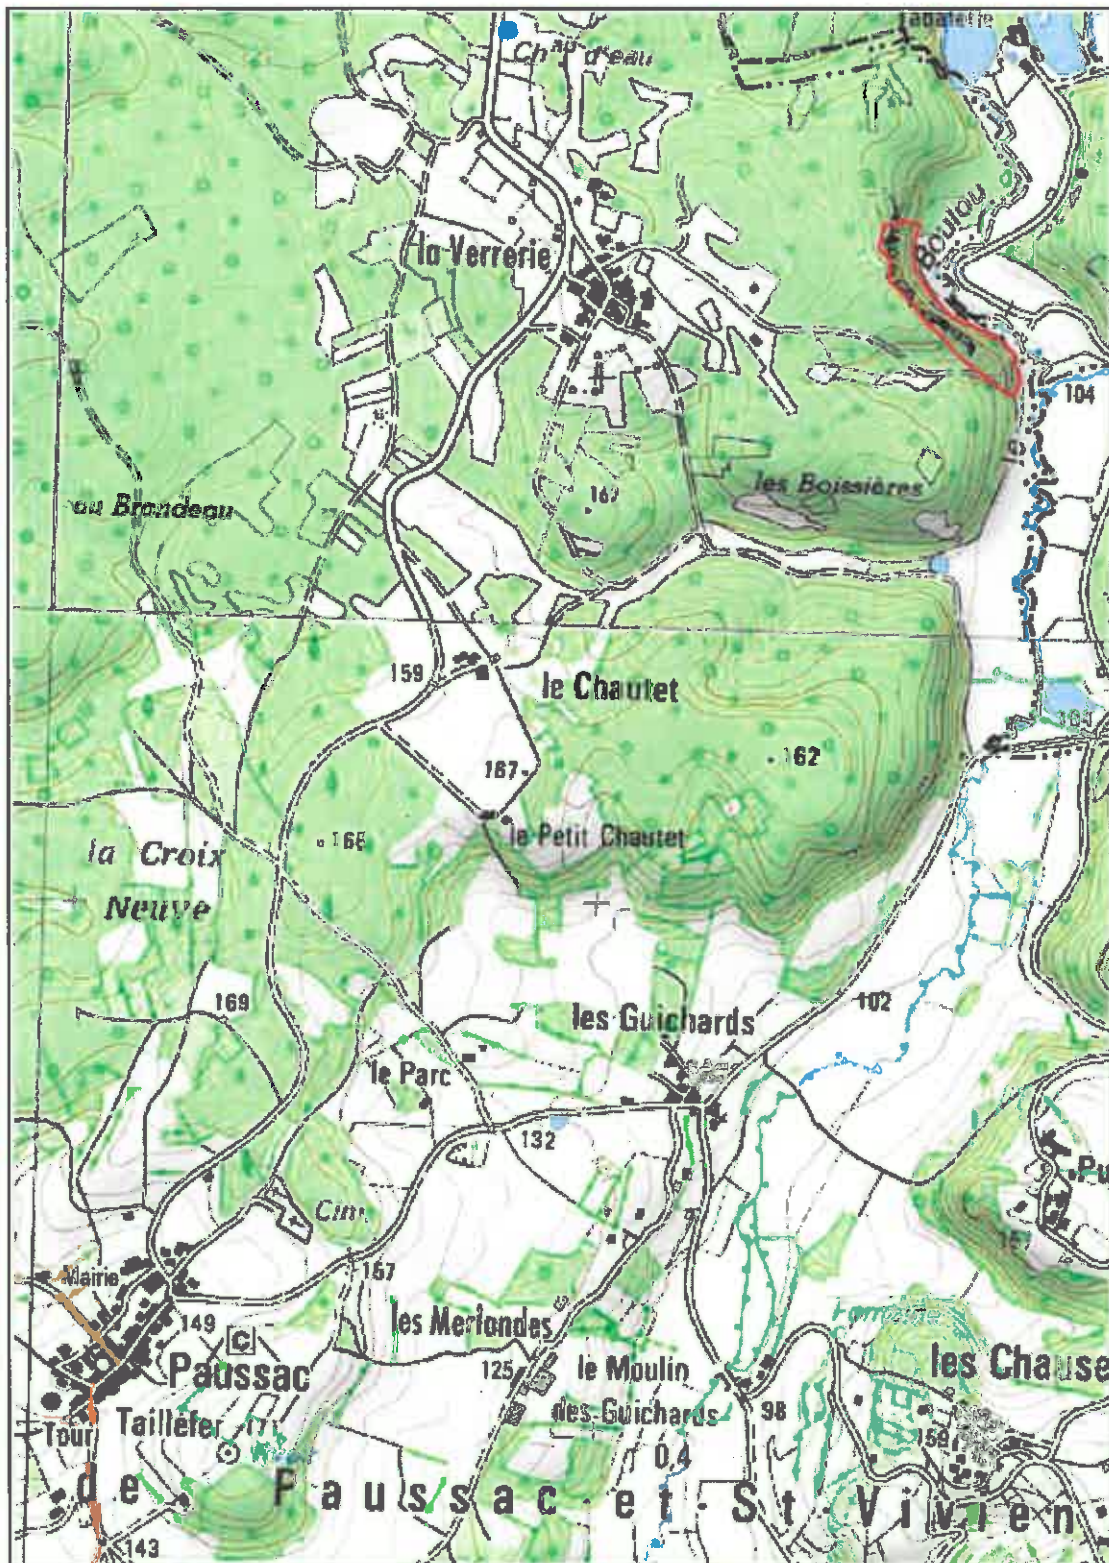 Ch^au d'eau
Boulou
la Verrerie
104
les Boissières
167
au Brandeau
159
le Chautet
162
167
le Petit Chautet
la Croix
Neuve
169
102
les Guichards
le Parc
132
Cim.
Mairie
157
149
les Merlondes
C
Paussac
125
le Moulin
des Guichards
les Chause
98
Tour
Taillefer
0,4
de Paussac-et-St-Vivien
143